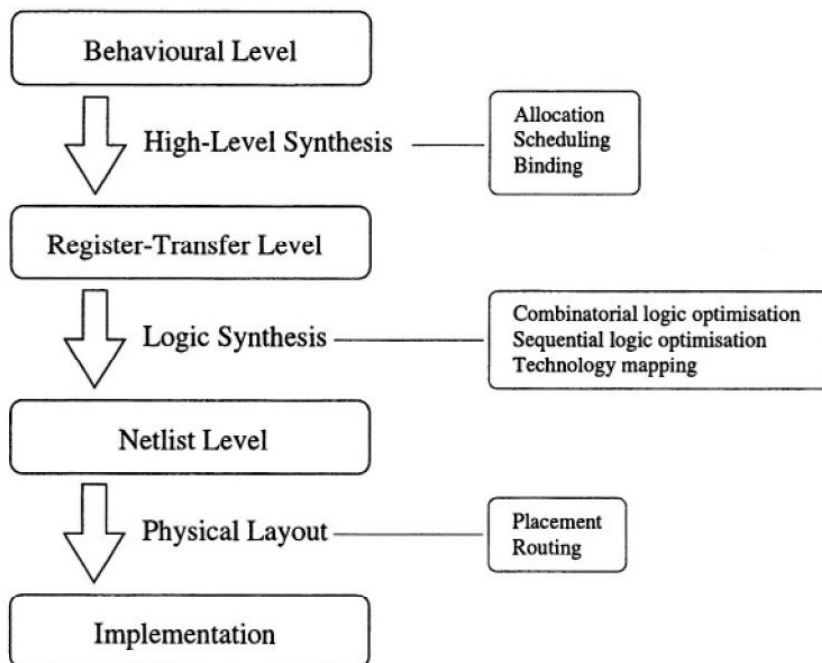 Behavioural Level
High-Level Synthesis
Allocation
Scheduling
Binding
Register-Transfer Level
Logic Synthesis
Combinatorial logic optimisation
Sequential logic optimisation
Technology mapping
Netlist Level
Physical Layout
Placement
Routing
Implementation